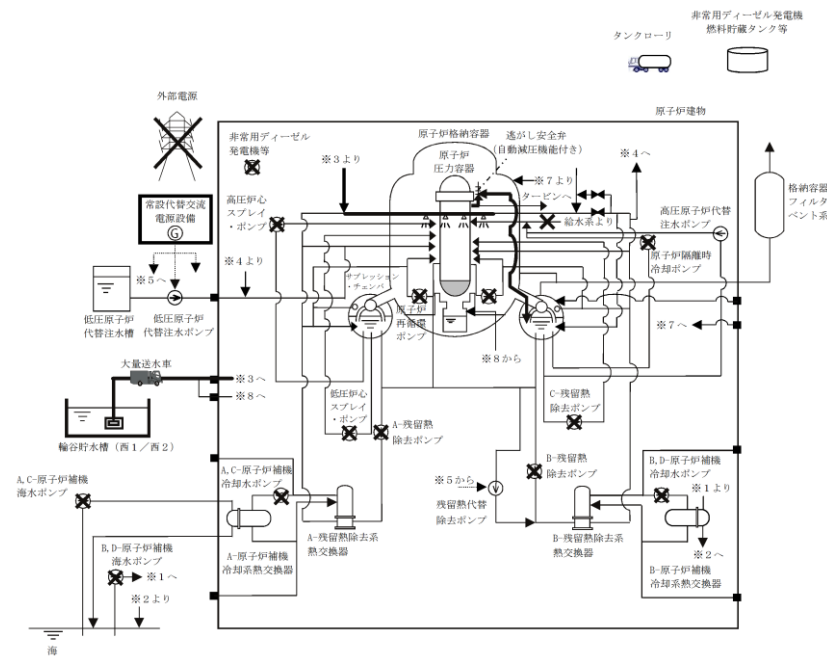 非常用ディーゼル発電機
燃料貯蔵タンク等
タンクローリ
外部電源
原子炉建物
非常用ディーゼル
発電機等
原子炉格納容器
原子炉
圧力容器
逃がし安全弁
(自動減圧機能付き)
※3より
※7より
※4へ
タービンへ
給水系より
格納容器
フィルタ
ベント系
常設代替交流
電源設備
G
高圧炉心
スプレイ
・ポンプ
高圧原子炉代替
注水ポンプ
原子炉隔離時
冷却ポンプ
※5へ
※4より
サプレッション
・チェンバ
低圧原子炉
代替注水槽
低圧原子炉
代替注水ポンプ
原子炉
再循環
ポンプ
※7へ
※8から
大量送水車
※3へ
※8へ
輪谷貯水槽(西1/西2)
低圧炉心
スプレイ
・ポンプ
A-残留熱
除去ポンプ
C-残留熱
除去ポンプ
A,C-原子炉補機
海水ポンプ
A,C-原子炉補機
冷却水ポンプ
※5から
残留熱代替
除去ポンプ
B-残留熱
除去ポンプ
B,D-原子炉補機
冷却水ポンプ
※1より
※2へ
A-原子炉補機
冷却系熱交換器
A-残留熱除去系
熱交換器
B-残留熱除去系
熱交換器
B-原子炉補機
冷却系熱交換器
B,D-原子炉補機
海水ポンプ
※1へ
※2より
海